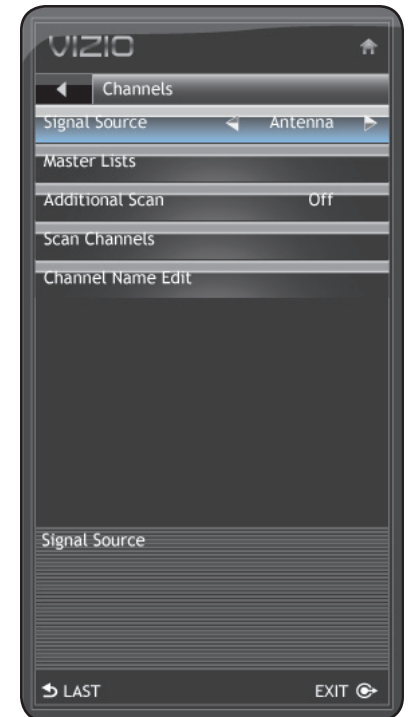 VIZIO
Channels
Signal Source Antenna
Master Lists
Additional Scan Off
Scan Channels
Channel Name Edit
Signal Source
LAST EXIT